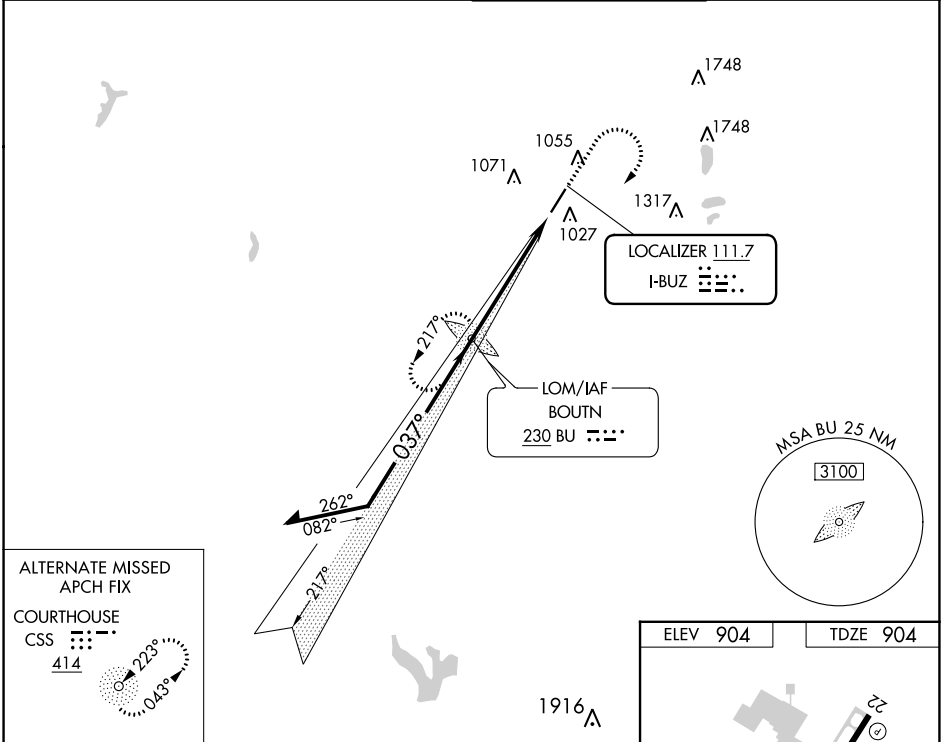 1748
1748
1055
1071
1317
1027
LOCALIZER 111.7
I-BUZ
217°
LOM/IAF
BOUTN
230 BU
037°
MSA BU 25 NM
3100
262°
082°
217°
ALTERNATE MISSED
APCH FIX
COURTHOUSE
CSS
414
223°
043°
ELEV 904
TDZE 904
1916
22
P